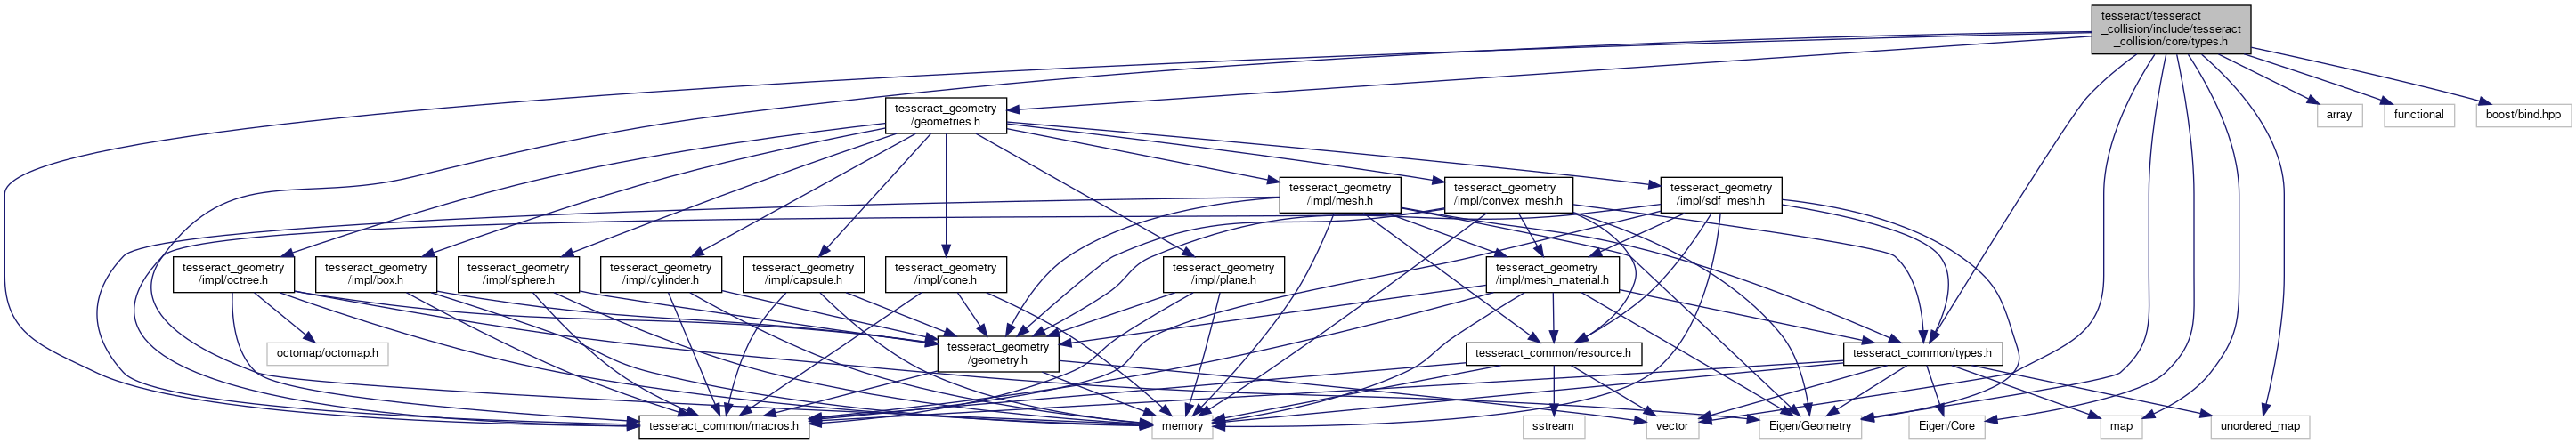 tesseract/tesseract
_collision/include/tesseract
_collision/core/types.h
tesseract_geometry
/geometries.h
array
functional
boost/bind.hpp
tesseract_geometry
/impl/mesh.h
tesseract_geometry
/impl/convex_mesh.h
tesseract_geometry
/impl/sdf_mesh.h
tesseract_geometry
/impl/octree.h
tesseract_geometry
/impl/box.h
tesseract_geometry
/impl/sphere.h
tesseract_geometry
/impl/cylinder.h
tesseract_geometry
/impl/capsule.h
tesseract_geometry
/impl/cone.h
tesseract_geometry
/impl/plane.h
tesseract_geometry
/impl/mesh_material.h
octomap/octomap.h
tesseract_geometry
/geometry.h
tesseract_common/resource.h
tesseract_common/types.h
tesseract_common/macros.h
memory
sstream
vector
Eigen/Geometry
Eigen/Core
map
unordered_map